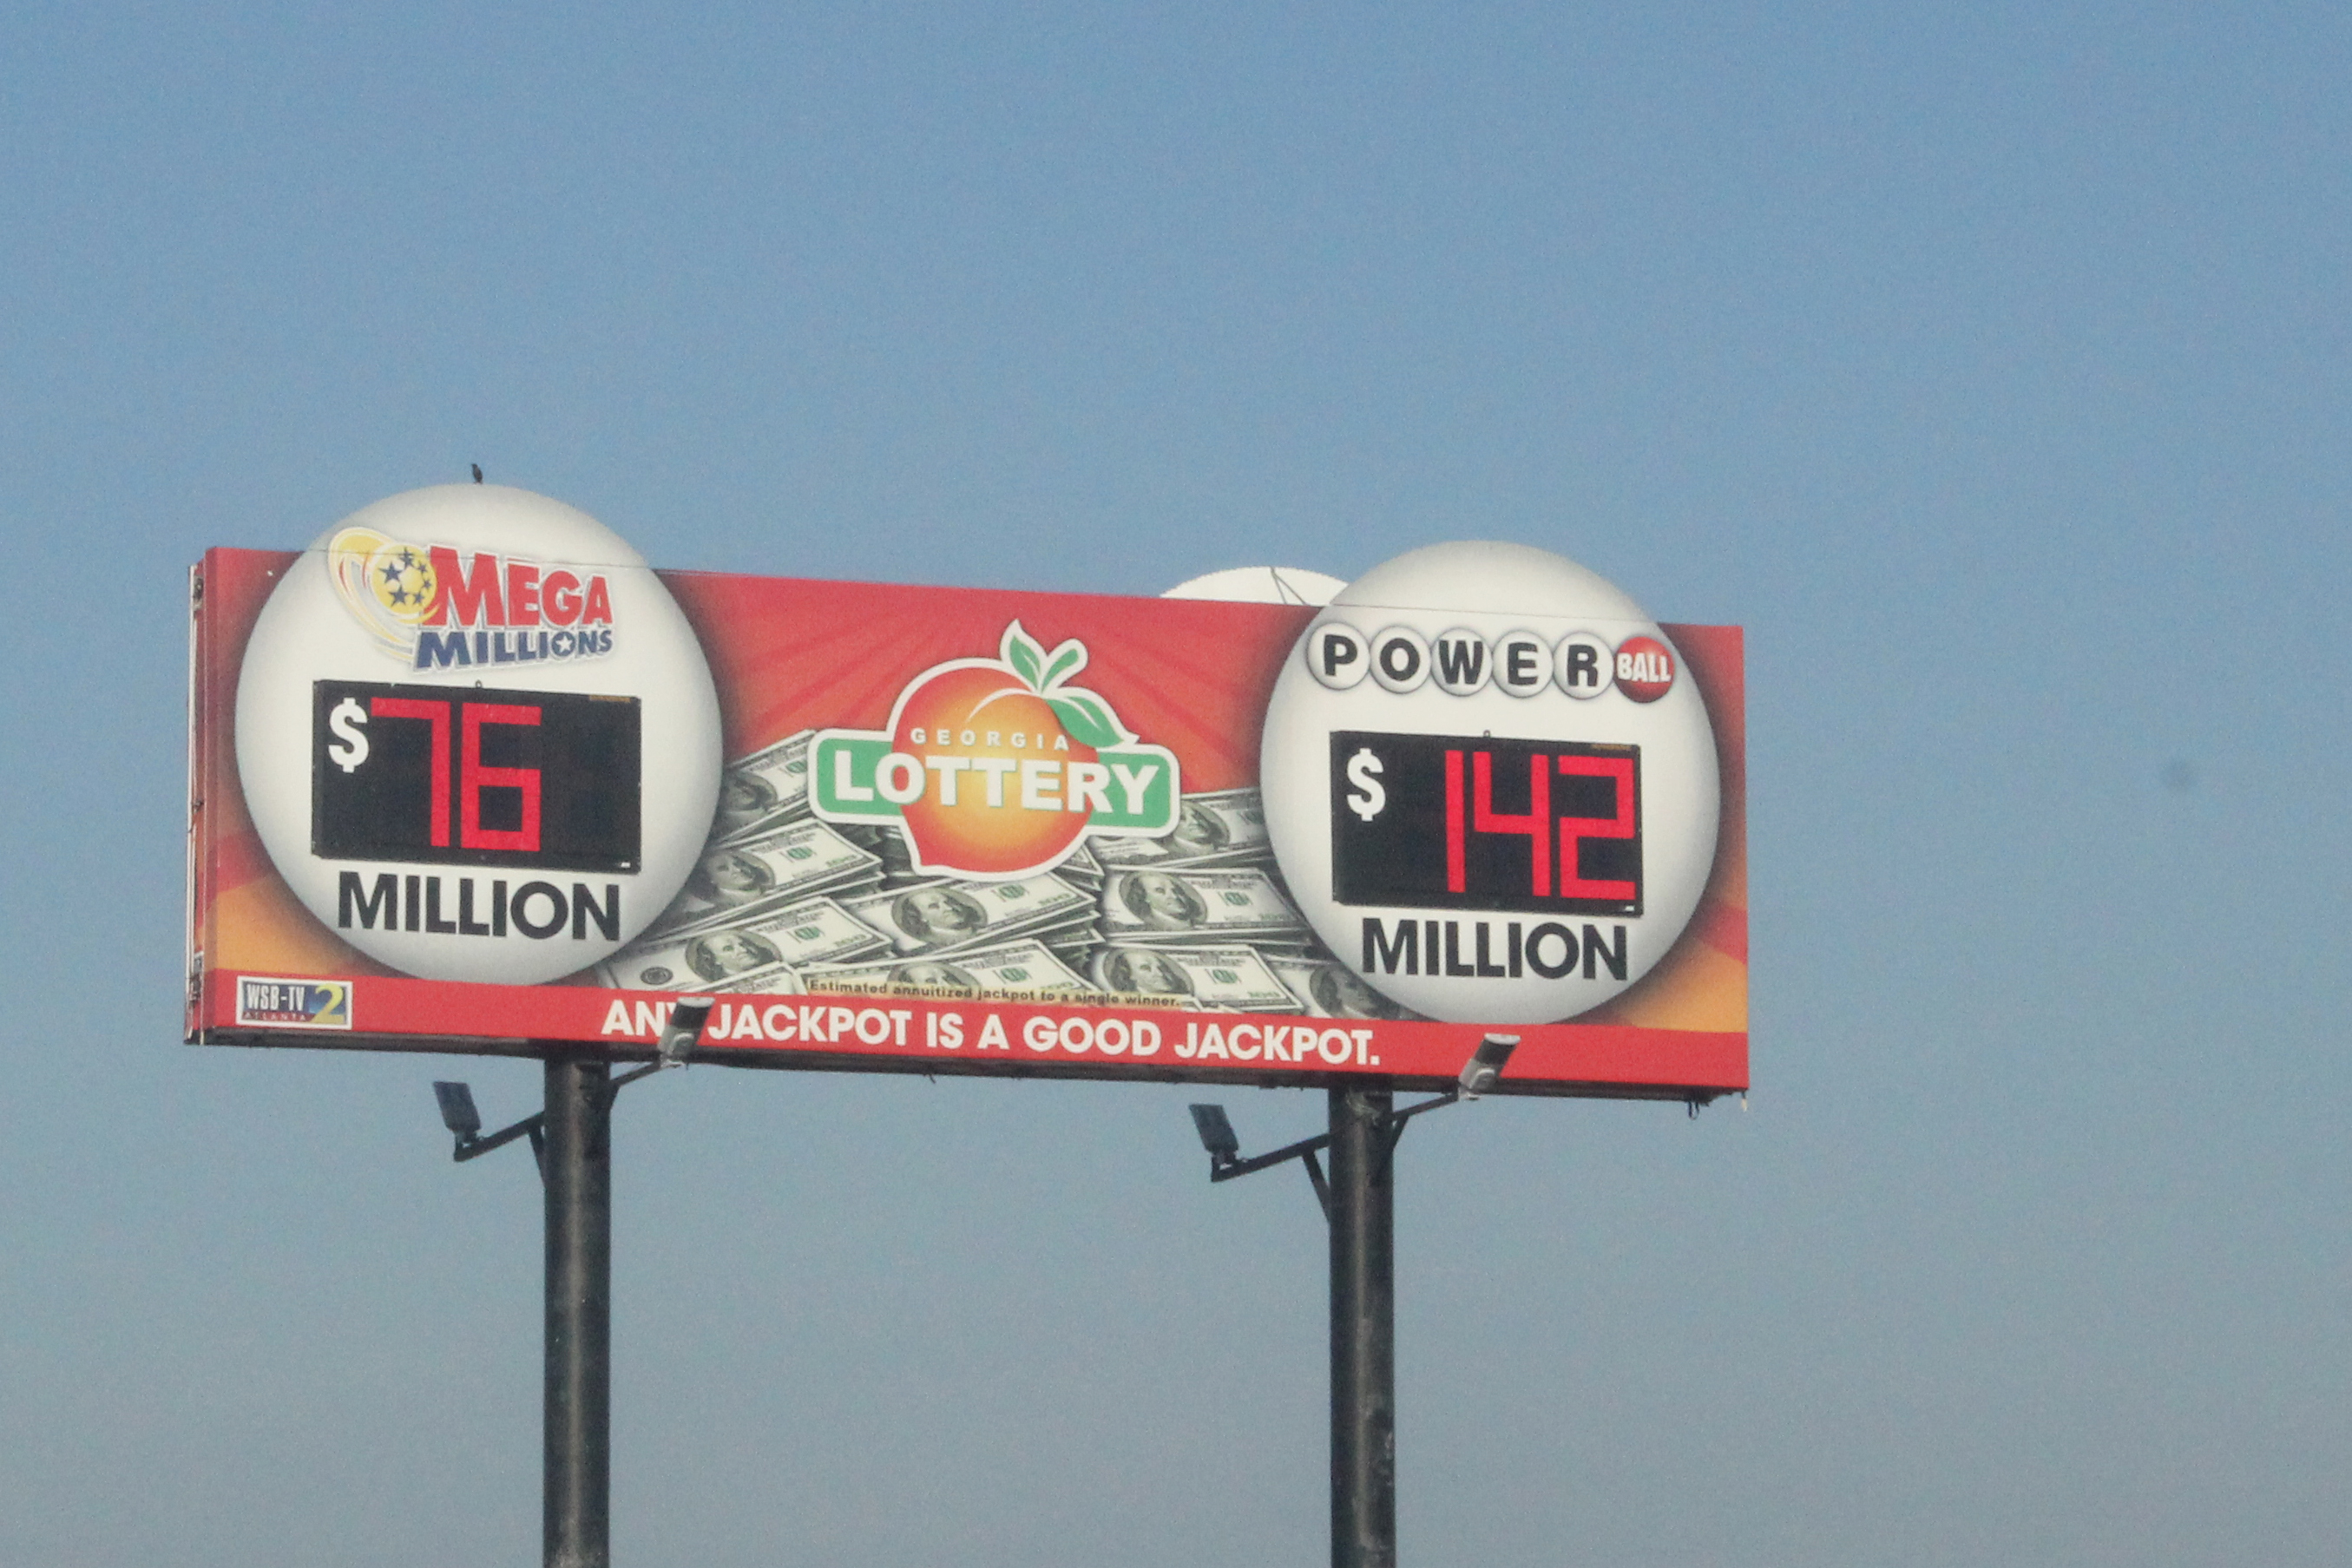 MEGA
MILLIONS
$76
MILLION
GEORGIA
LOTTERY
POWERBALL
$142
MILLION
WSB-TV 2
ATLANTA
Estimated annuitized jackpot to a single winner.
ANY JACKPOT IS A GOOD JACKPOT.